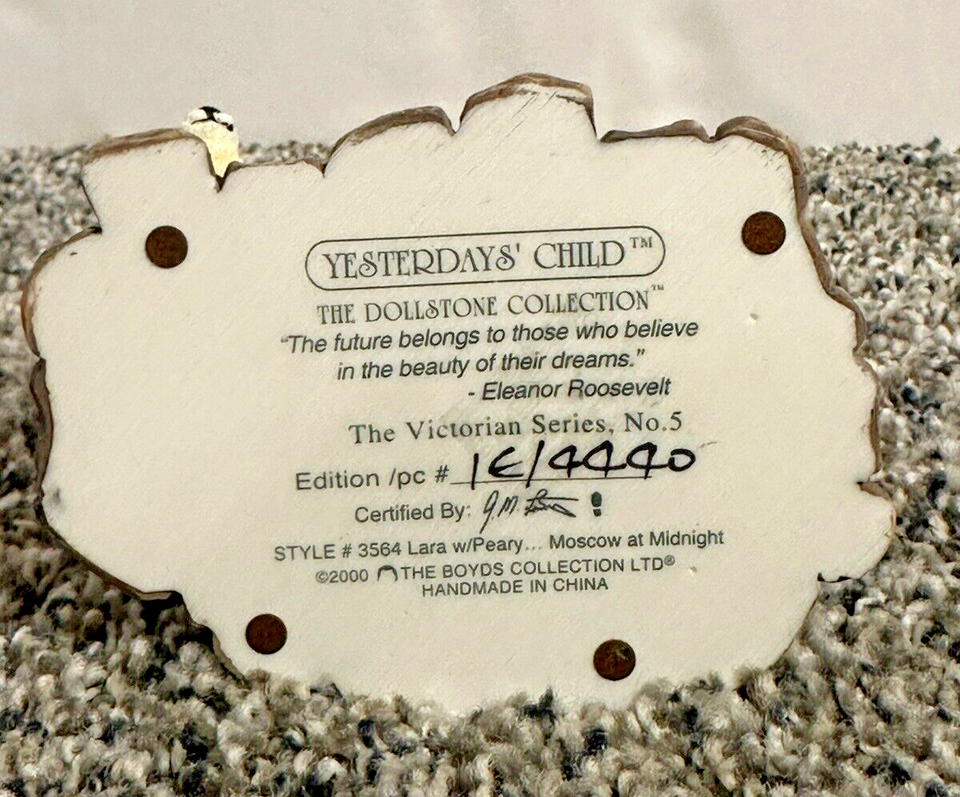 YESTERDAYS' CHILD™
THE DOLLSTONE COLLECTION™
"The future belongs to those who believe
in the beauty of their dreams."
- Eleanor Roosevelt
The Victorian Series, No.5
Edition /pc # 1E/4440
Certified By:
STYLE # 3564 Lara w/Peary... Moscow at Midnight
©2000 THE BOYDS COLLECTION LTD®
HANDMADE IN CHINA